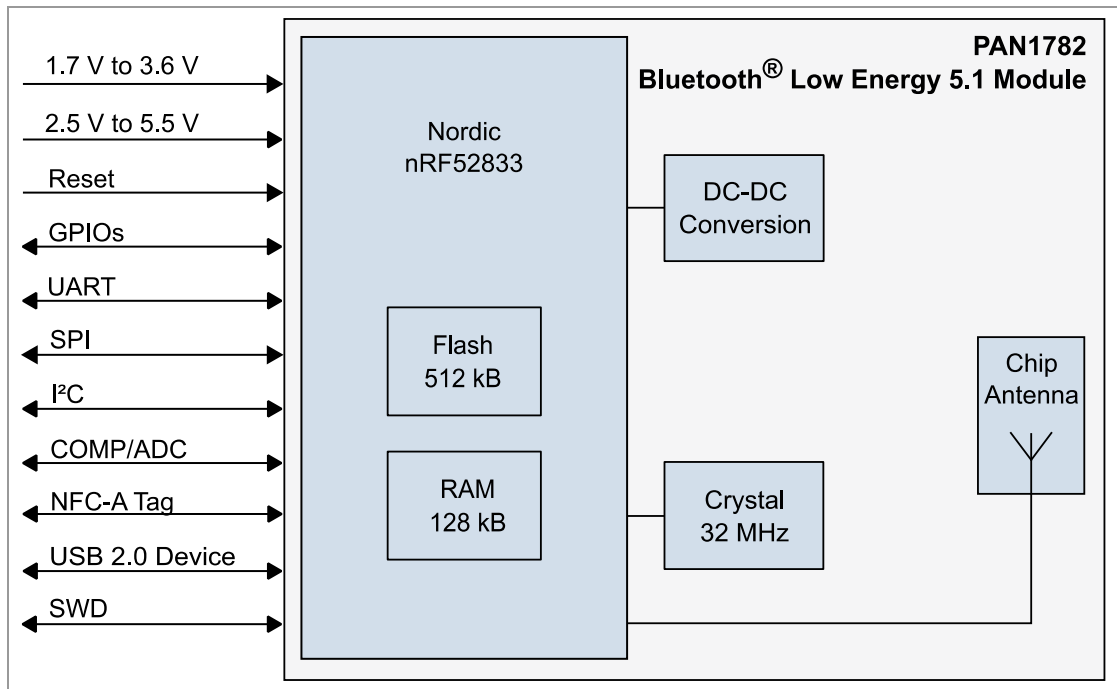 PAN1782
Bluetooth® Low Energy 5.1 Module
1.7 V to 3.6 V
2.5 V to 5.5 V
Reset
GPIOs
UART
SPI
I²C
COMP/ADC
NFC-A Tag
USB 2.0 Device
SWD
Nordic
nRF52833
Flash
512 kB
RAM
128 kB
DC-DC
Conversion
Crystal
32 MHz
Chip
Antenna